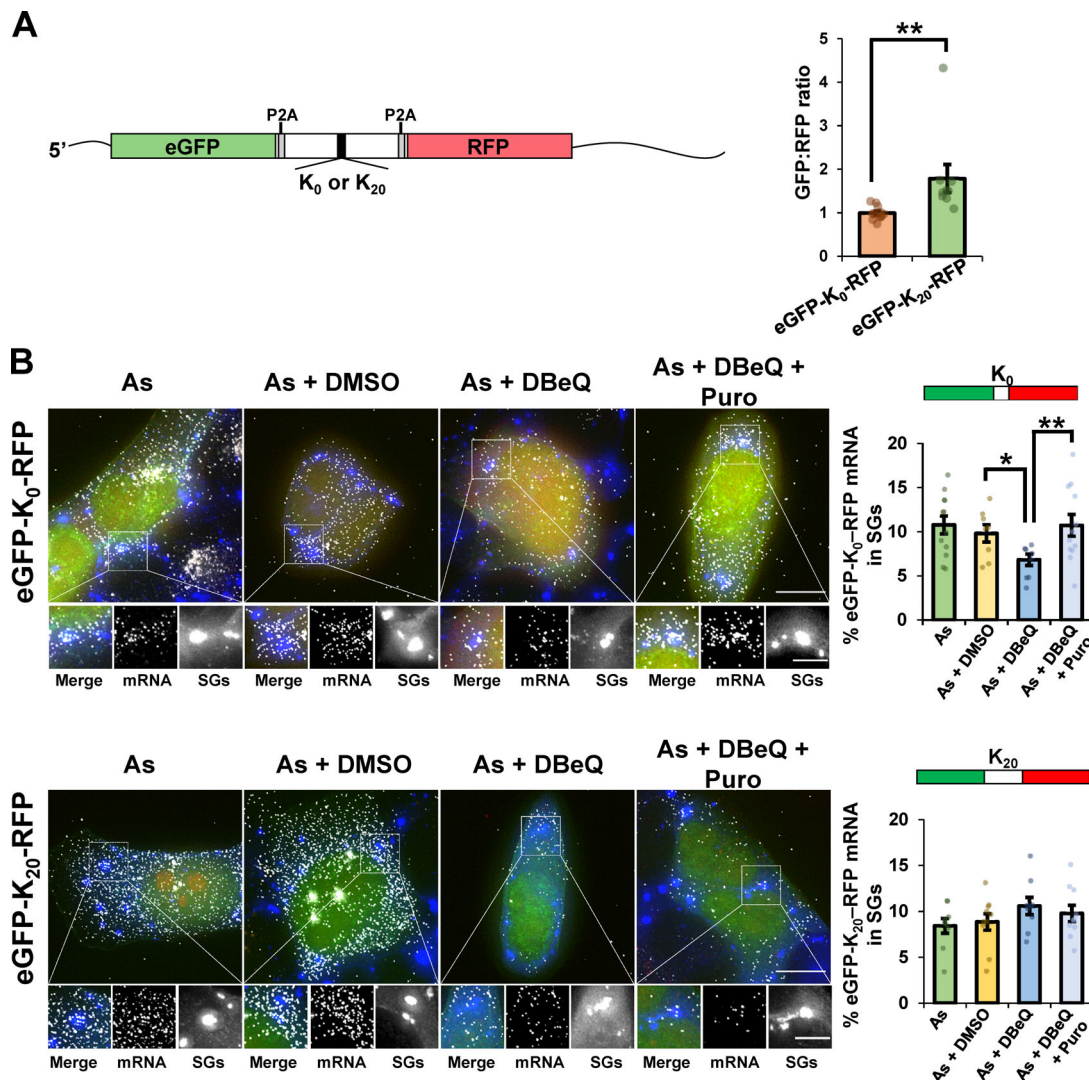 A
5’
eGFP
P2A
P2A
RFP
K0 or K20
GFP:RFP ratio
5
4
3
2
1
0
**
eGFP-K0-RFP
eGFP-K20-RFP
B
eGFP-K0-RFP
As
As + DMSO
As + DBeQ
As + DBeQ +
Puro
Merge mRNA SGs
Merge mRNA SGs
Merge mRNA SGs
Merge mRNA SGs
K0
% eGFP-K0–RFP mRNA
in SGs
20
15
10
5
0
*
**
As
As + DMSO
As + DBeQ
As + DBeQ
+ Puro
eGFP-K20-RFP
As
As + DMSO
As + DBeQ
As + DBeQ +
Puro
Merge mRNA SGs
Merge mRNA SGs
Merge mRNA SGs
Merge mRNA SGs
K20
% eGFP-K20–RFP mRNA
in SGs
20
15
10
5
0
As
As + DMSO
As + DBeQ
As + DBeQ
+ Puro